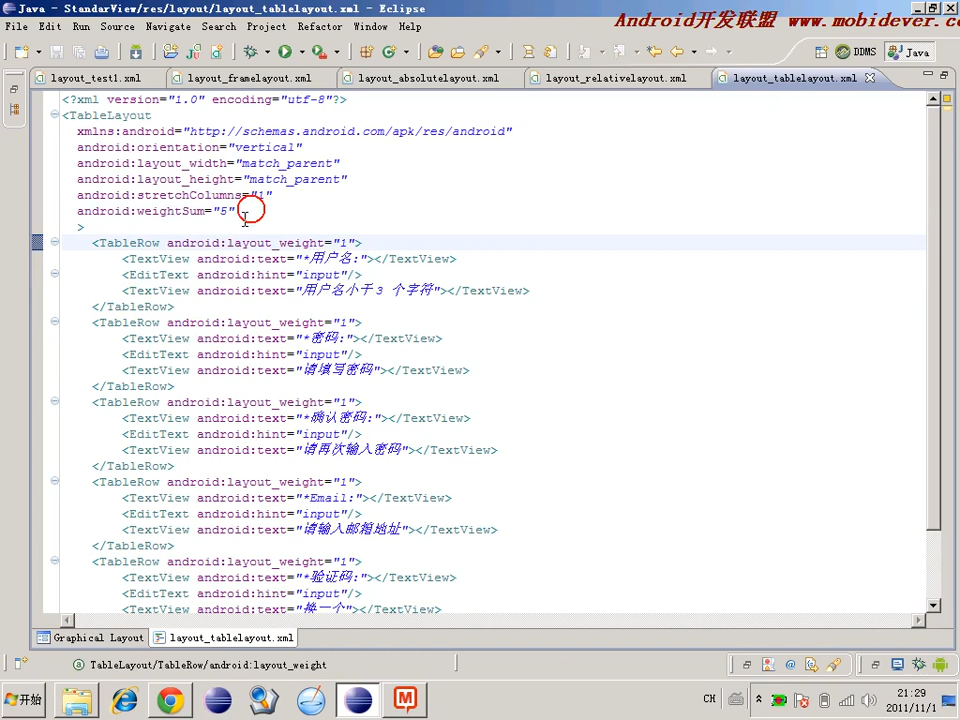 Java - StandarView/res/layout/layout_tablelayout.xml - Eclipse
File Edit Run Source Navigate Search Project Refactor Window Help
Android开发联盟 www.mobidever.co
DDMS Java
layout_test1.xml layout_framelayout.xml layout_absolutelayout.xml layout_relativelayout.xml layout_tablelayout.xml
<?xml version="1.0" encoding="utf-8"?>
<TableLayout
xmlns:android="http://schemas.android.com/apk/res/android"
android:orientation="vertical"
android:layout_width="match_parent"
android:layout_height="match_parent"
android:stretchColumns="1"
android:weightSum="5"
>
<TableRow android:layout_weight="1">
<TextView android:text="*用户名:"></TextView>
<EditText android:hint="input"/>
<TextView android:text="用户名小于3 个字符"></TextView>
</TableRow>
<TableRow android:layout_weight="1">
<TextView android:text="*密码:"></TextView>
<EditText android:hint="input"/>
<TextView android:text="请填写密码"></TextView>
</TableRow>
<TableRow android:layout_weight="1">
<TextView android:text="*确认密码:"></TextView>
<EditText android:hint="input"/>
<TextView android:text="请再次输入密码"></TextView>
</TableRow>
<TableRow android:layout_weight="1">
<TextView android:text="*Email:"></TextView>
<EditText android:hint="input"/>
<TextView android:text="请输入邮箱地址"></TextView>
</TableRow>
<TableRow android:layout_weight="1">
<TextView android:text="*验证码:"></TextView>
<EditText android:hint="input"/>
<TextView android:text="换一个"></TextView>
Graphical Layout layout_tablelayout.xml
TableLayout/TableRow/android:layout_weight
开始
CH
21:29
2011/11/1